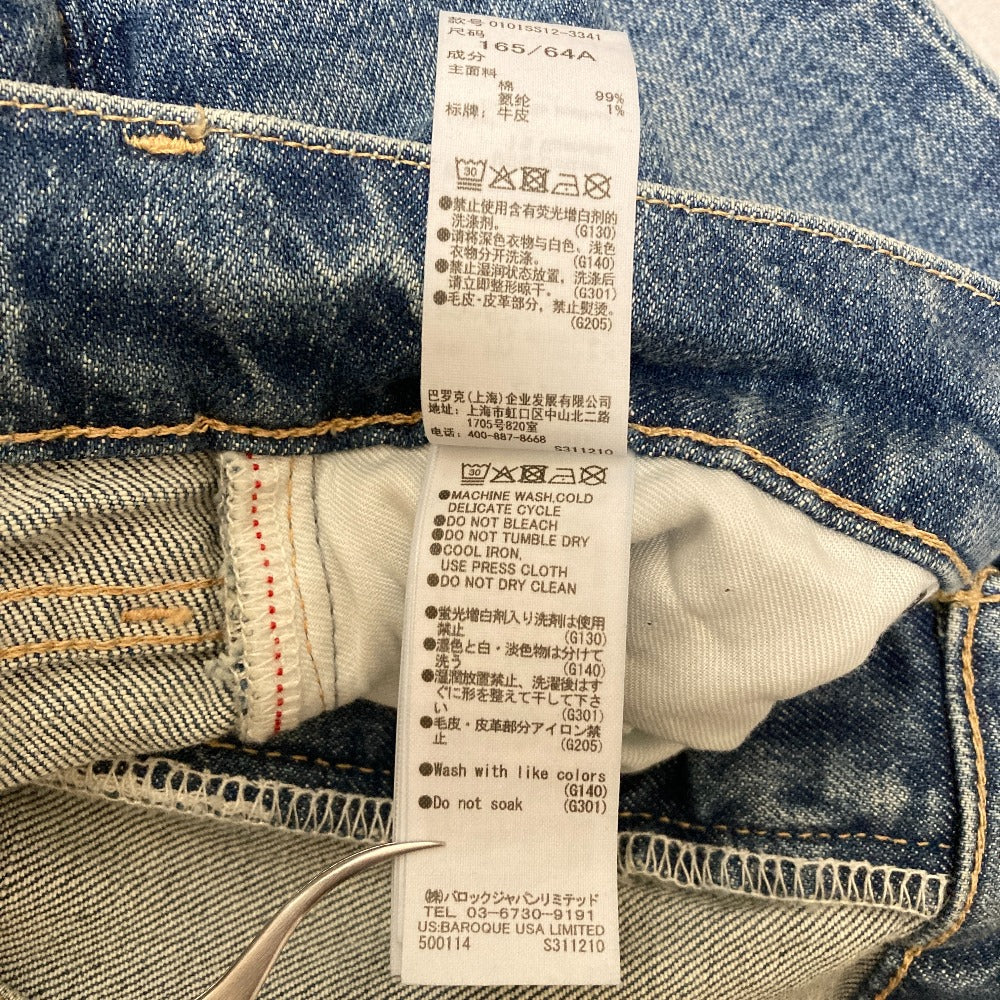 款号 0101SS12-3341
尺码
165/64A
成分
主面料
棉 99%
氨纶 1%
标牌: 牛皮
30
●禁止使用含有荧光增白剂的
洗涤剂。 (G130)
●请将深色衣物与白色、浅色
衣物分开洗涤。 (G140)
●禁止湿润状态放置，洗涤后
请立即整形晾干。 (G301)
●毛皮·皮革部分，禁止熨烫。
(G205)
巴罗克(上海)企业发展有限公司
地址: 上海市虹口区中山北二路
1705号820室
电话: 400-887-8668
S311210
30
●MACHINE WASH,COLD
DELICATE CYCLE
●DO NOT BLEACH
●DO NOT TUMBLE DRY
●COOL IRON,
USE PRESS CLOTH
●DO NOT DRY CLEAN
●蛍光増白剤入り洗剤は使用
禁止 (G130)
●濃色と白・淡色物は分けて
洗う (G140)
●湿潤放置禁止、洗濯後はす
ぐに形を整えて干して下さ
い (G301)
●毛皮・皮革部分アイロン禁
止 (G205)
●Wash with like colors
(G140)
●Do not soak (G301)
㈱バロックジャパンリミテッド
TEL 03-6730-9191
US:BAROQUE USA LIMITED
500114 S311210